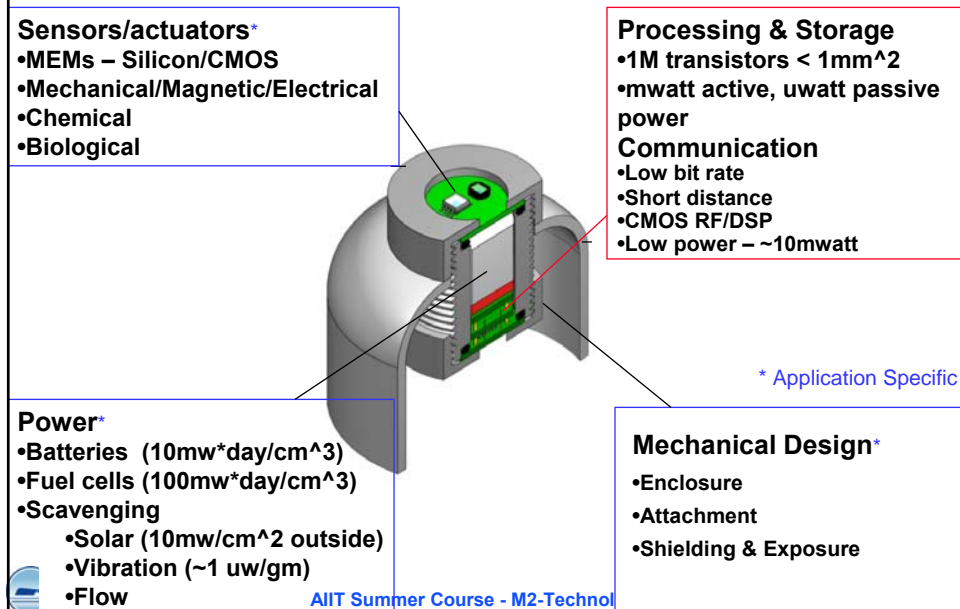 Sensors/actuators*
•MEMs – Silicon/CMOS
•Mechanical/Magnetic/Electrical
•Chemical
•Biological
Processing & Storage
•1M transistors < 1mm^2
•mwatt active, uwatt passive
power
Communication
•Low bit rate
•Short distance
•CMOS RF/DSP
•Low power – ~10mwatt
* Application Specific
Power*
•Batteries (10mw*day/cm^3)
•Fuel cells (100mw*day/cm^3)
•Scavenging
•Solar (10mw/cm^2 outside)
•Vibration (~1 uw/gm)
•Flow
Mechanical Design*
•Enclosure
•Attachment
•Shielding & Exposure
AIIT Summer Course - M2-Technol